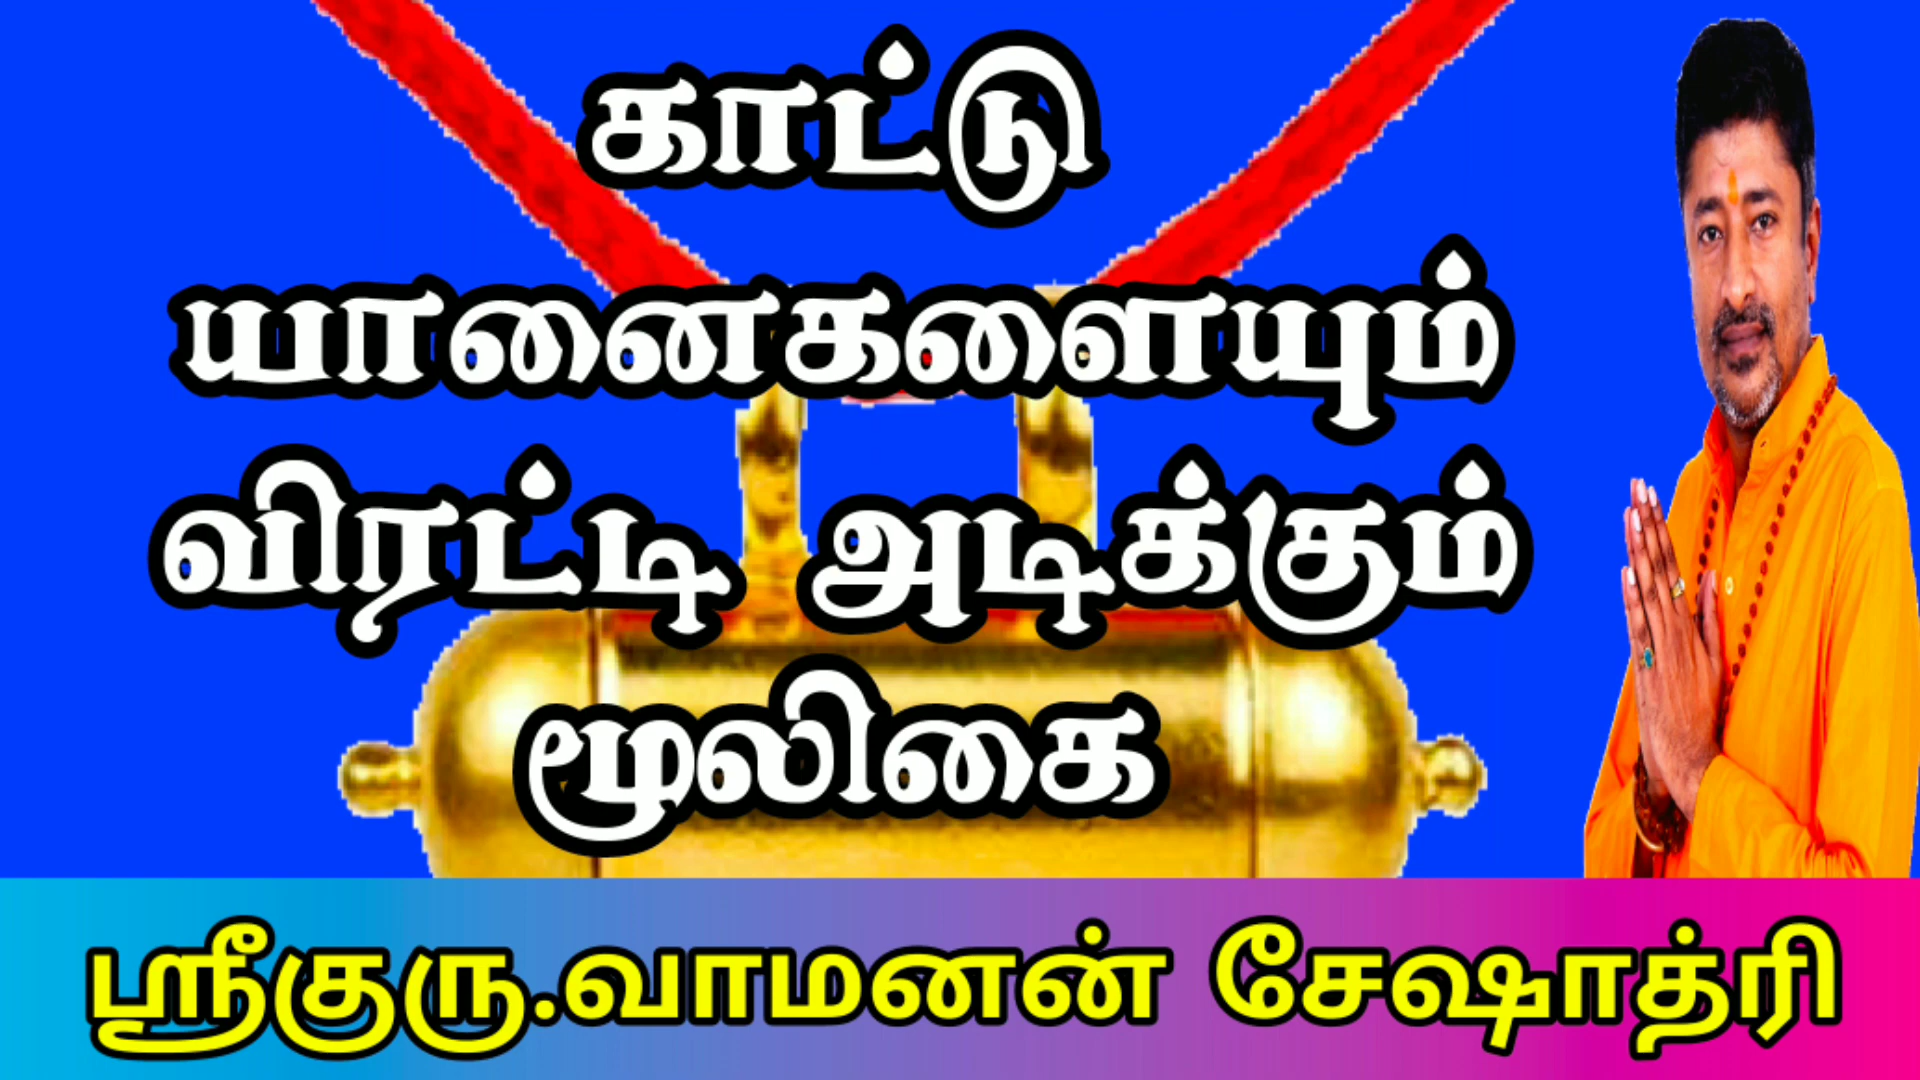 காட்டு
யானைகளையும்
விரட்டி அடிக்கும்
மூலிகை
ஸ்ரீகுரு.வாமனன் சேஷாத்ரி